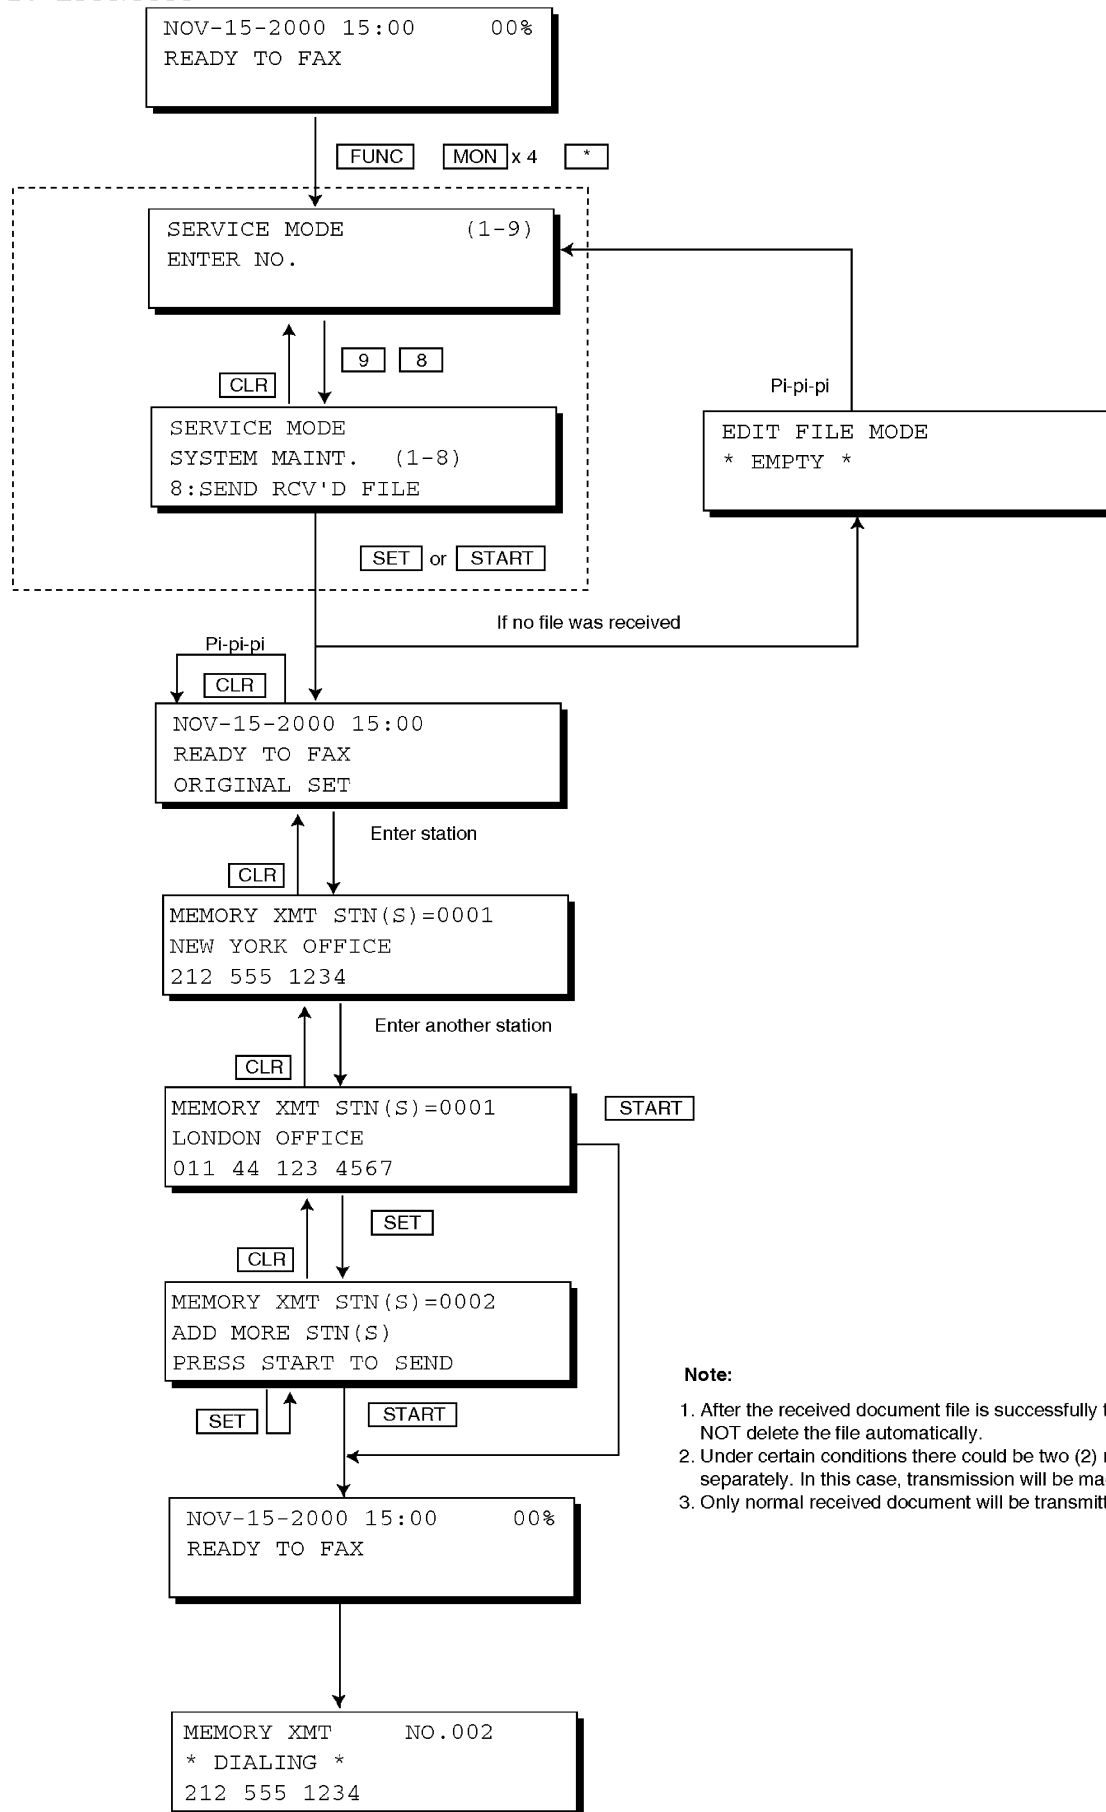 NOV-15-2000 15:00 00%
READY TO FAX
FUNC MON x 4 *
SERVICE MODE (1-9)
ENTER NO.
9 8
CLR
Pi-pi-pi
SERVICE MODE
SYSTEM MAINT. (1-8)
8:SEND RCV'D FILE
EDIT FILE MODE
* EMPTY *
SET or START
If no file was received
Pi-pi-pi
CLR
NOV-15-2000 15:00
READY TO FAX
ORIGINAL SET
Enter station
CLR
MEMORY XMT STN(S)=0001
NEW YORK OFFICE
212 555 1234
Enter another station
CLR
MEMORY XMT STN(S)=0001
LONDON OFFICE
011 44 123 4567
START
SET
CLR
MEMORY XMT STN(S)=0002
ADD MORE STN(S)
PRESS START TO SEND
SET
START
Note:
1. After the received document file is successfully
NOT delete the file automatically.
2. Under certain conditions there could be two (2)
separately. In this case, transmission will be
3. Only normal received document will be
NOV-15-2000 15:00 00%
READY TO FAX
MEMORY XMT NO.002
* DIALING *
212 555 1234